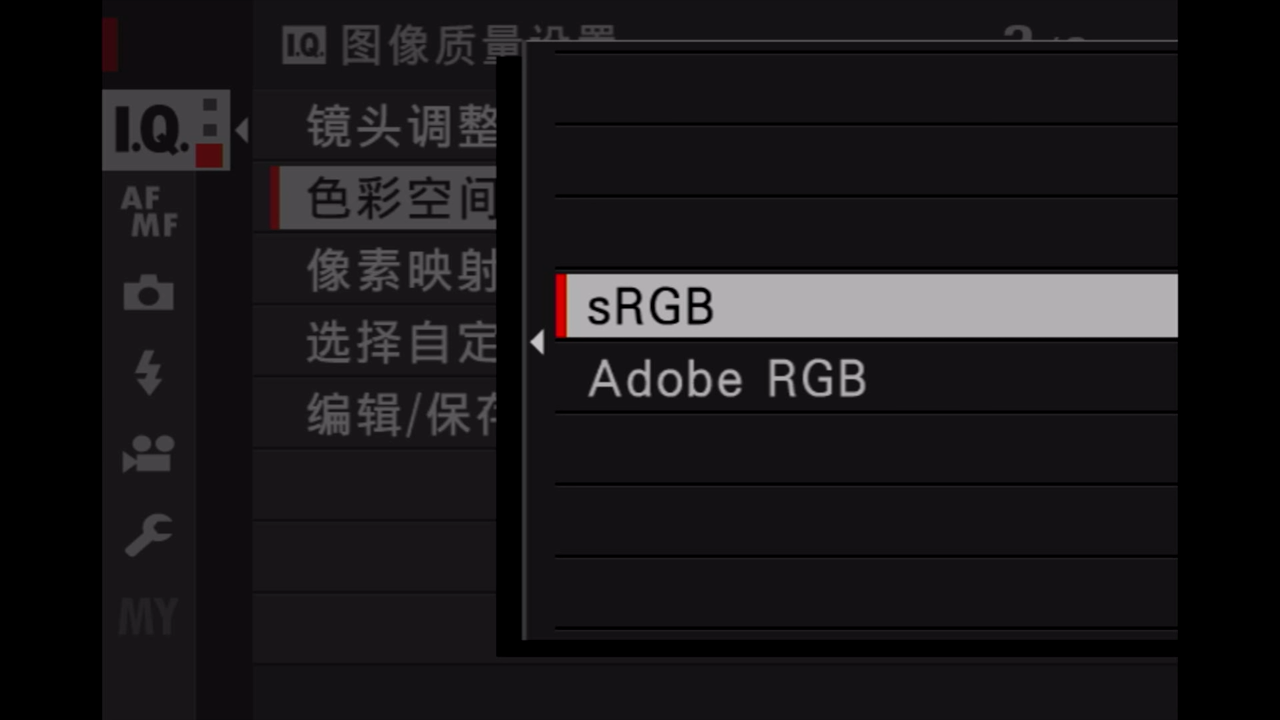 I.Q. 图像质量设置
I.Q.
镜头调整
色彩空间
像素映射
选择自定
编辑/保存
AF
MF
MY
sRGB
Adobe RGB